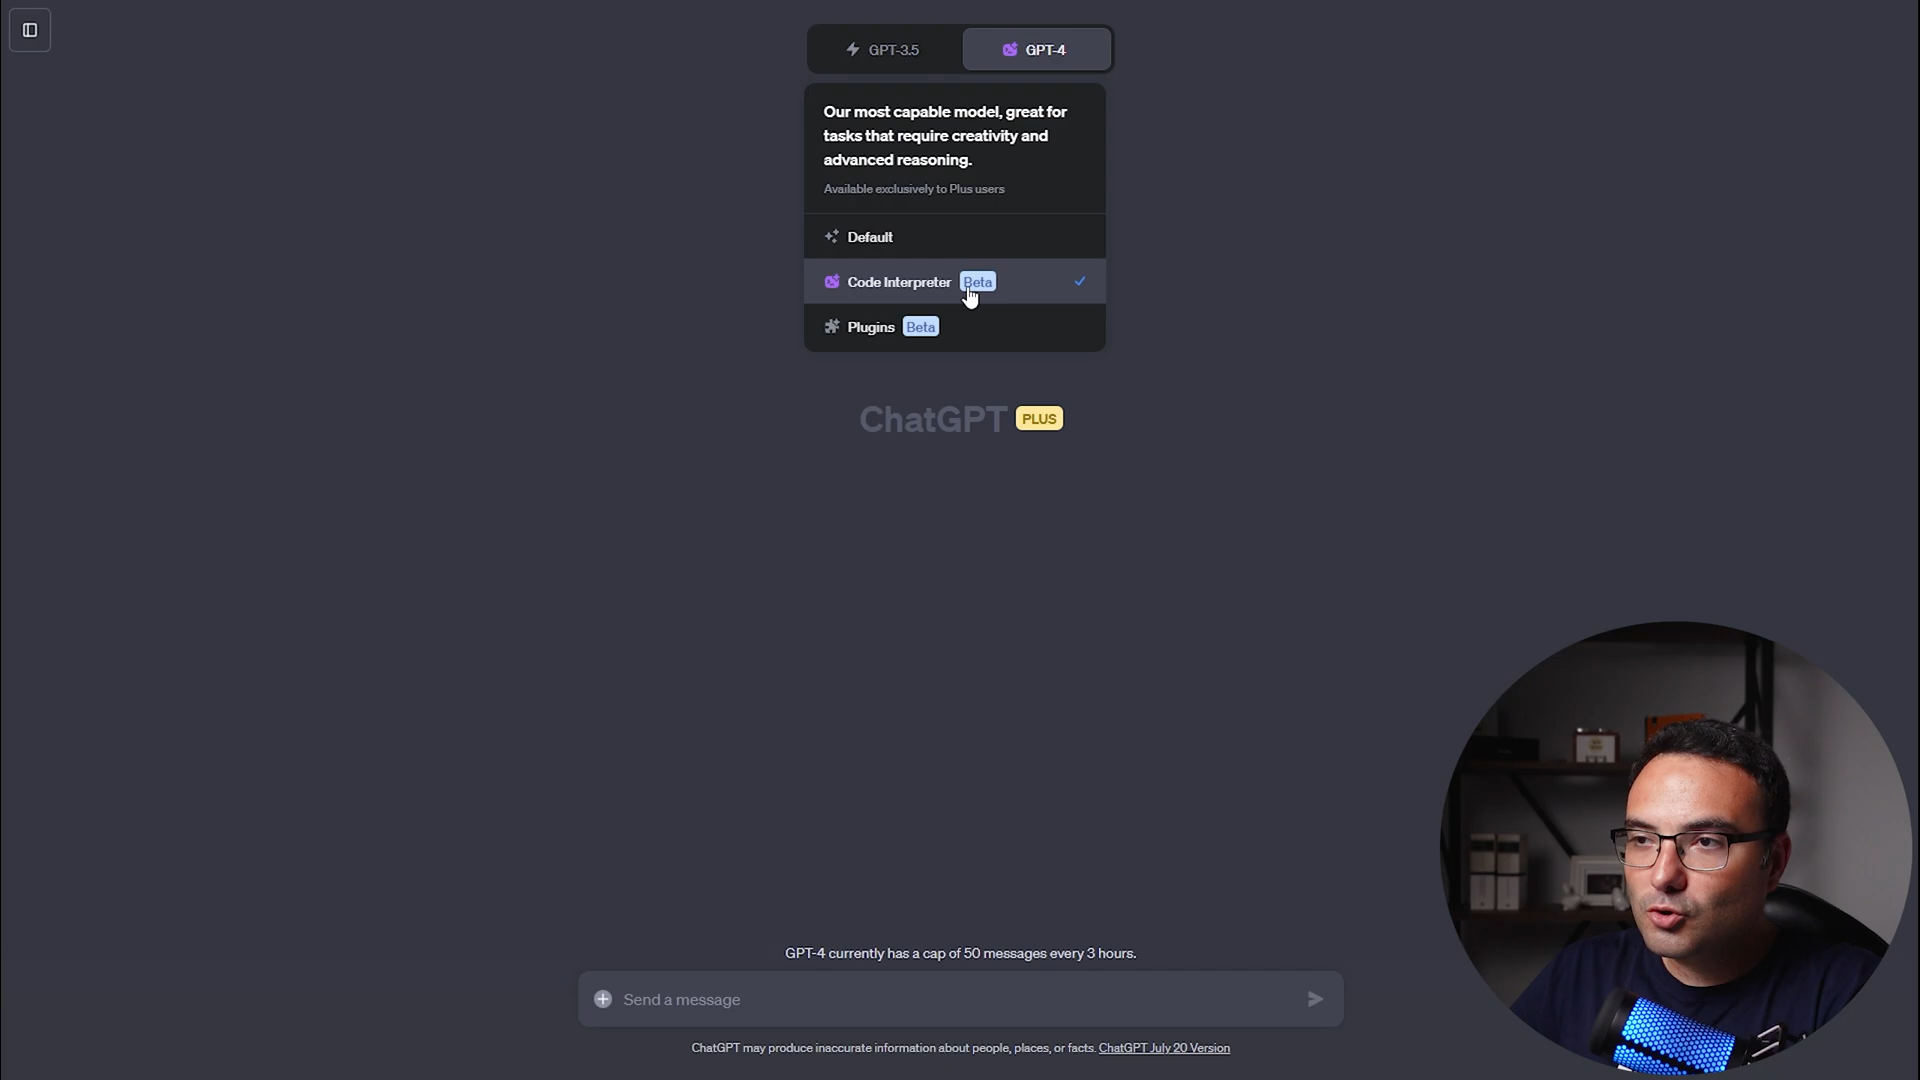 GPT-3.5
GPT-4
Our most capable model, great for
tasks that require creativity and
advanced reasoning.
Available exclusively to Plus users
Default
Code Interpreter Beta
Plugins Beta
ChatGPT PLUS
GPT-4 currently has a cap of 50 messages every 3 hours.
Send a message
ChatGPT may produce inaccurate information about people, places, or facts. ChatGPT July 20 Version